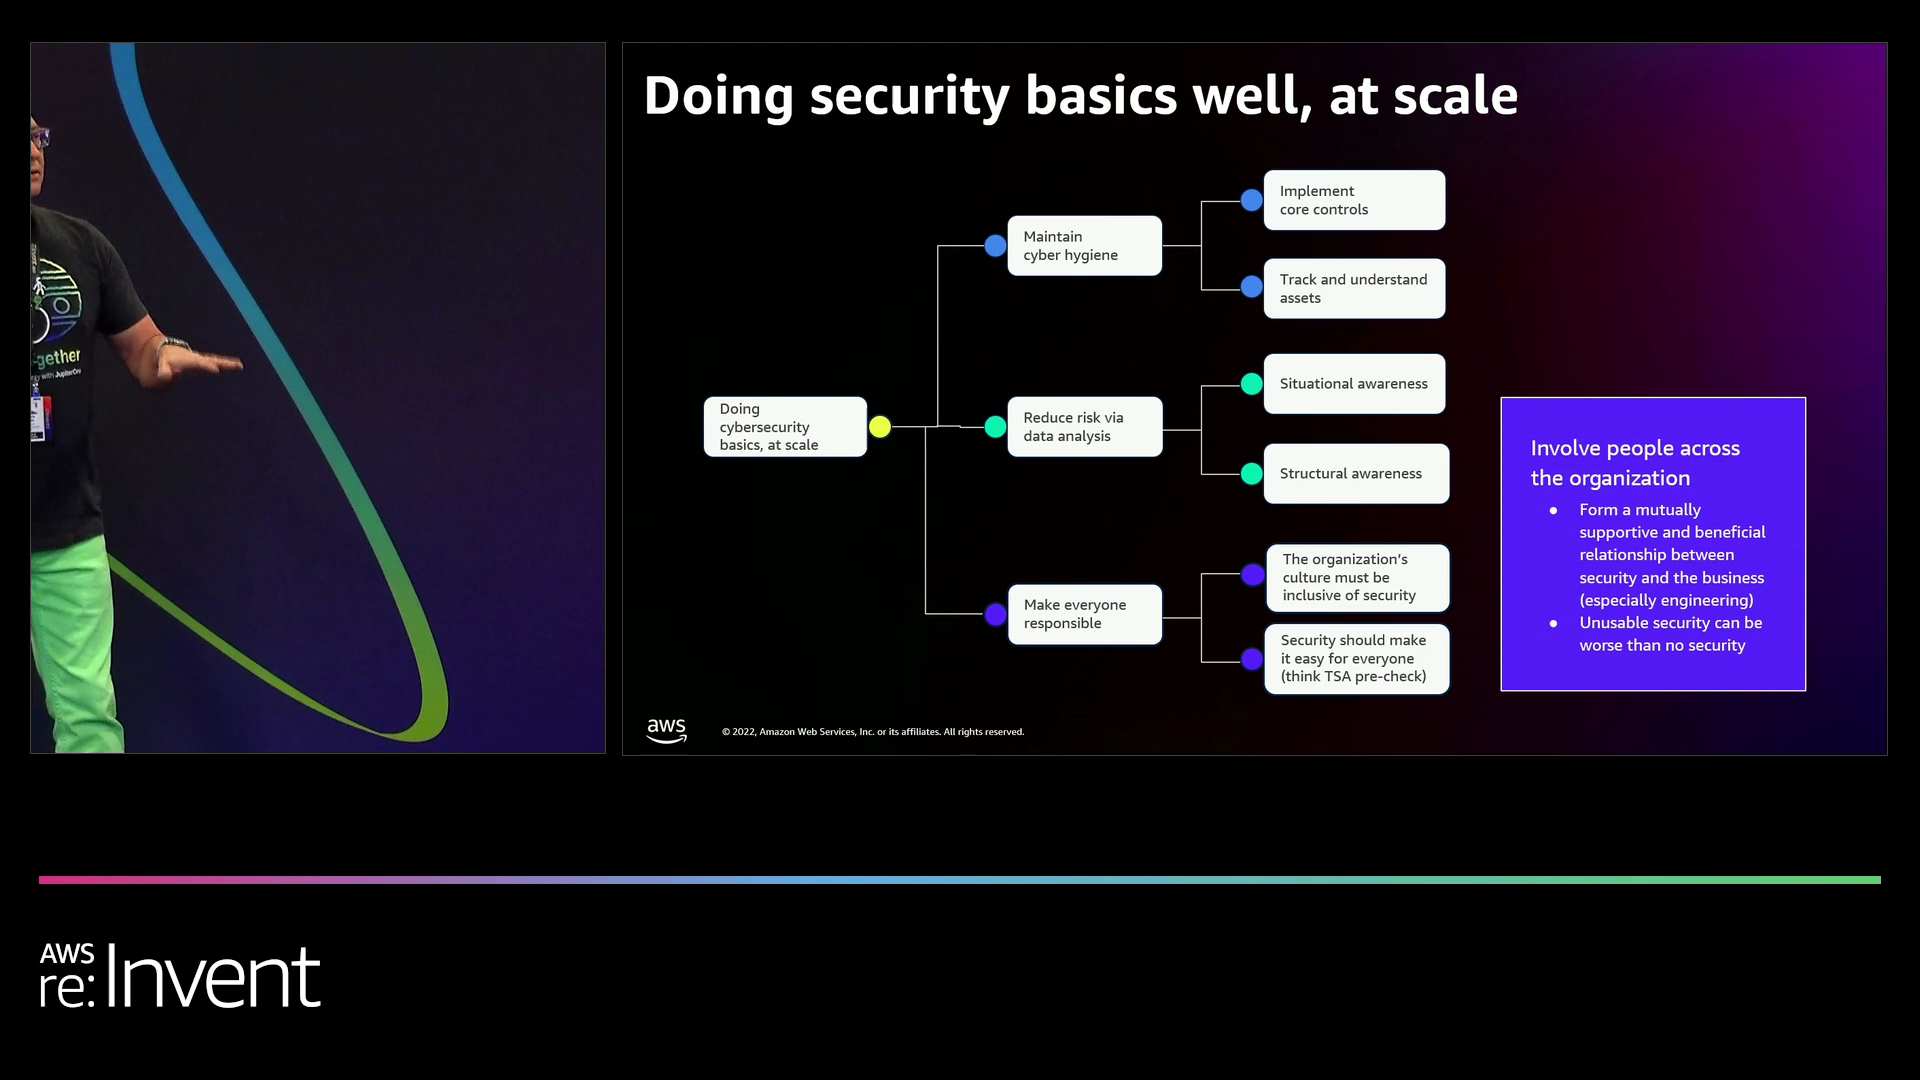 gether
ity with JupiterOne
Doing security basics well, at scale
Implement
core controls
Maintain
cyber hygiene
Track and understand
assets
Situational awareness
Doing
cybersecurity
basics, at scale
Reduce risk via
data analysis
Structural awareness
Involve people across
the organization
● Form a mutually
supportive and beneficial
relationship between
security and the business
(especially engineering)
● Unusable security can be
worse than no security
The organization’s
culture must be
inclusive of security
Make everyone
responsible
Security should make
it easy for everyone
(think TSA pre-check)
aws
© 2022, Amazon Web Services, Inc. or its affiliates. All rights reserved.
AWS
re:Invent